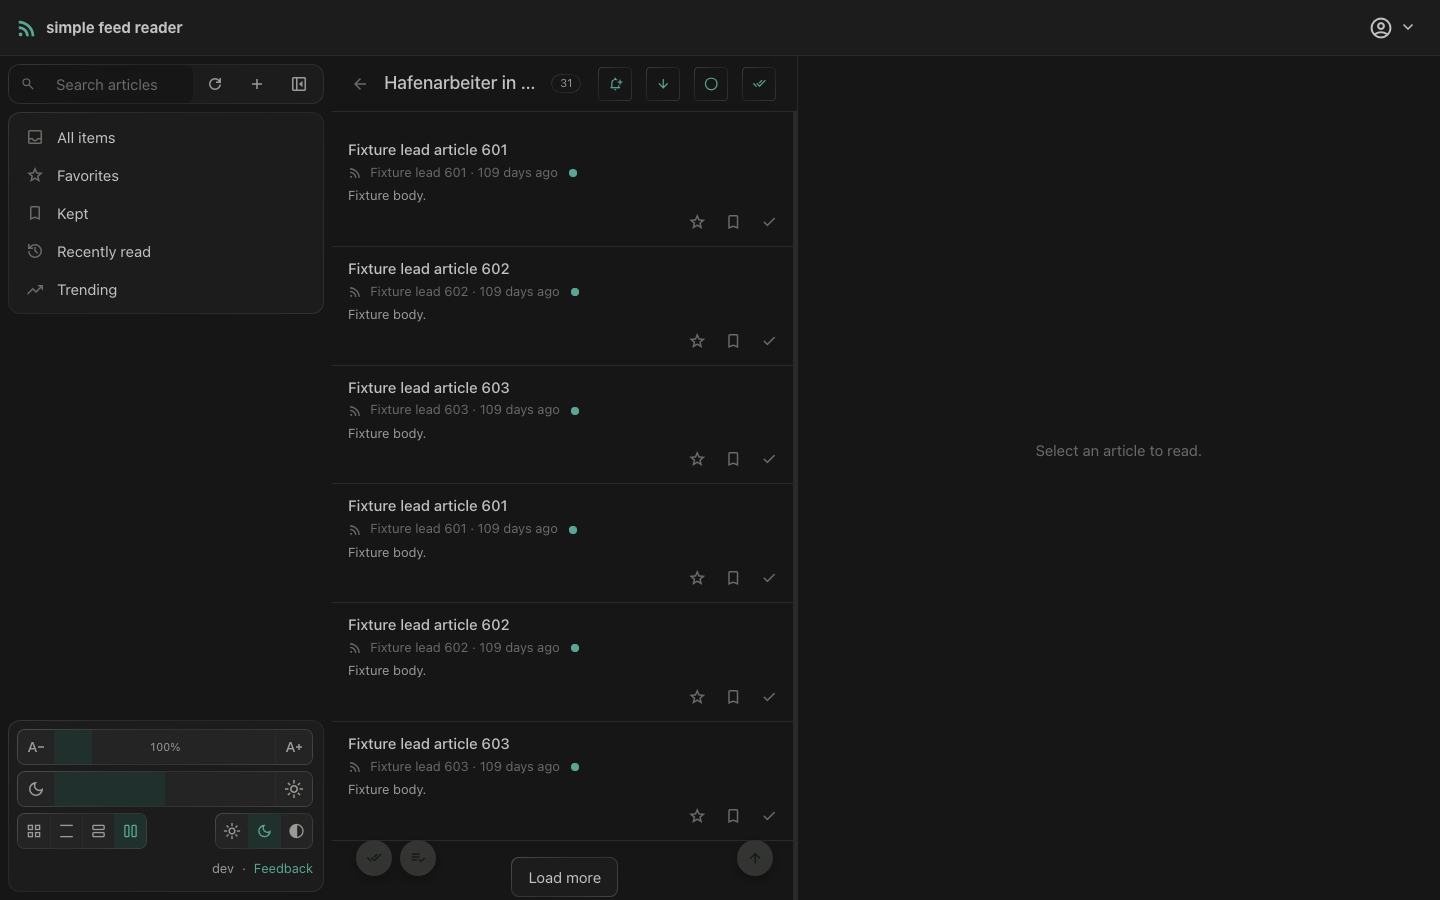 simple feed reader
Search articles
All items
Favorites
Kept
Recently read
Trending
A−
100%
A+
dev · Feedback
Hafenarbeiter in ...
31
Fixture lead article 601
Fixture lead 601 · 109 days ago
Fixture body.
Fixture lead article 602
Fixture lead 602 · 109 days ago
Fixture body.
Fixture lead article 603
Fixture lead 603 · 109 days ago
Fixture body.
Fixture lead article 601
Fixture lead 601 · 109 days ago
Fixture body.
Fixture lead article 602
Fixture lead 602 · 109 days ago
Fixture body.
Fixture lead article 603
Fixture lead 603 · 109 days ago
Fixture body.
Load more
Select an article to read.